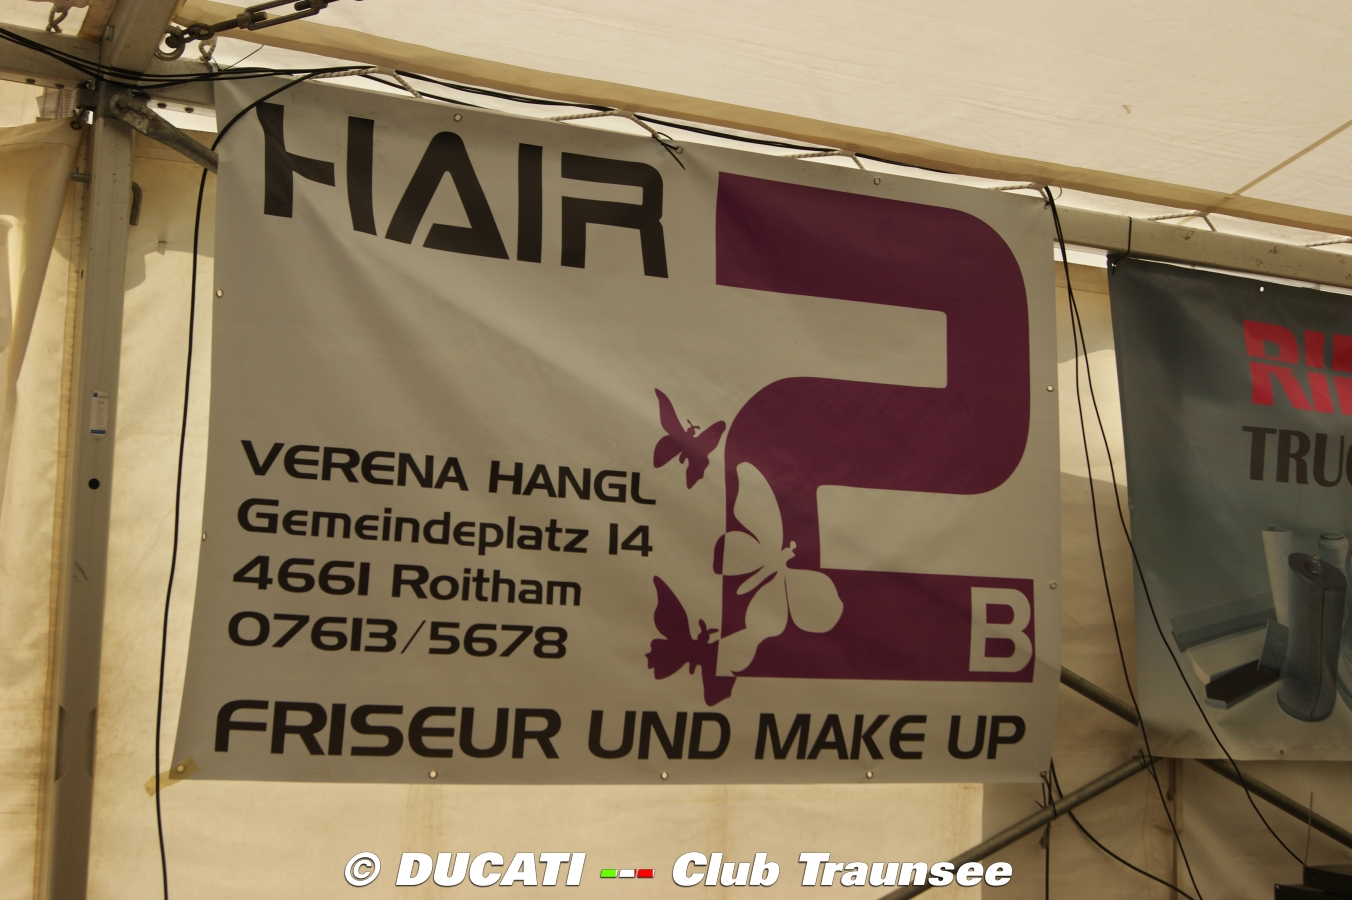 HAIR 2 B
VERENA HANGL
Gemeindeplatz 14
4661 Roitham
07613/5678
FRISEUR UND MAKE UP
© DUCATI Club Traunsee